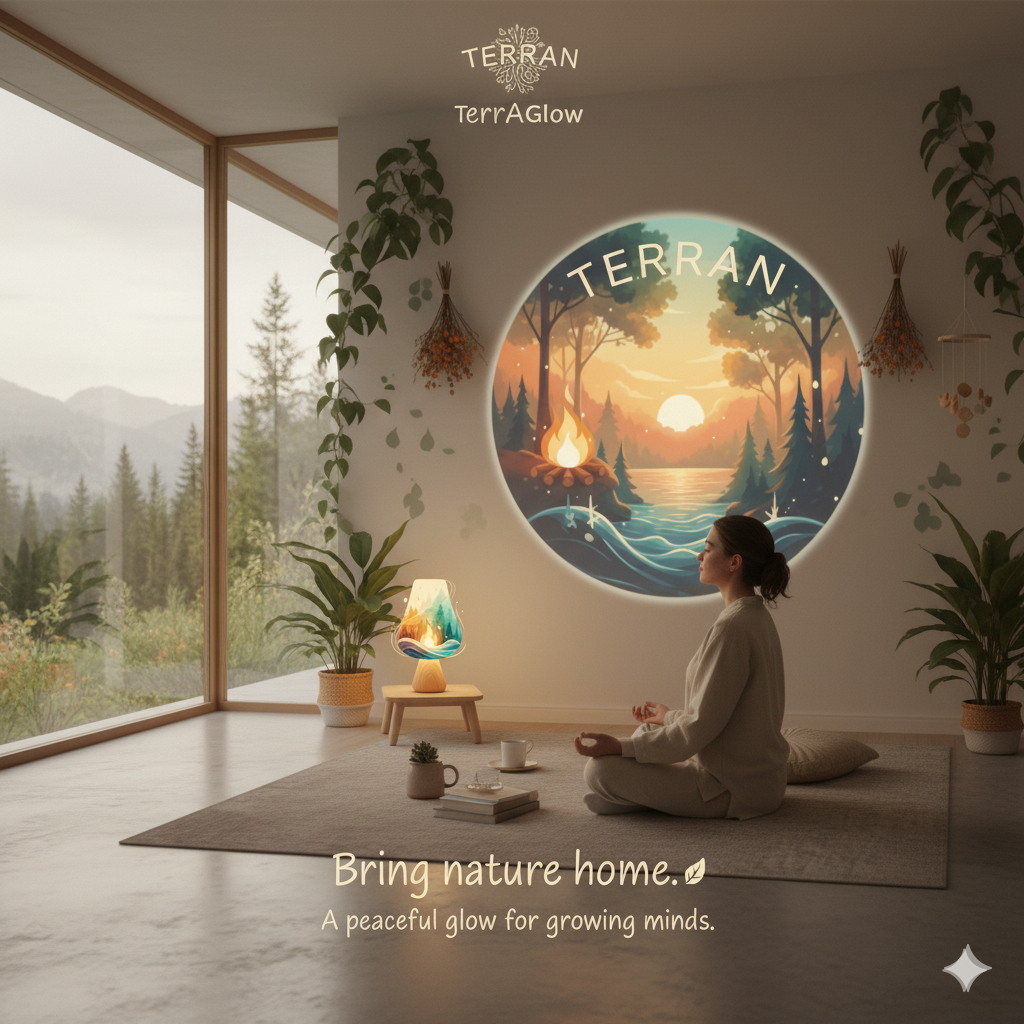 TERRAN
TerrAGlow
TERRAN
Bring nature home.
A peaceful glow for growing minds.